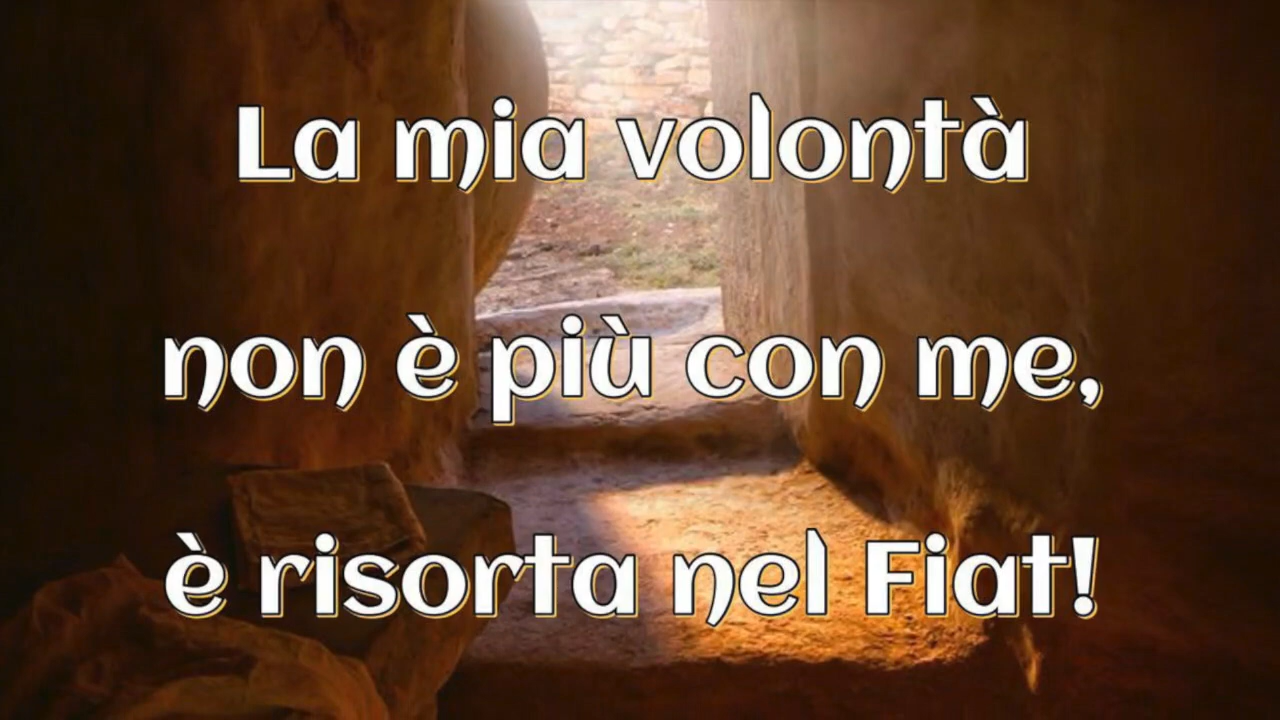 La mia volontà
non è più con me,
è risorta nel Fiat!